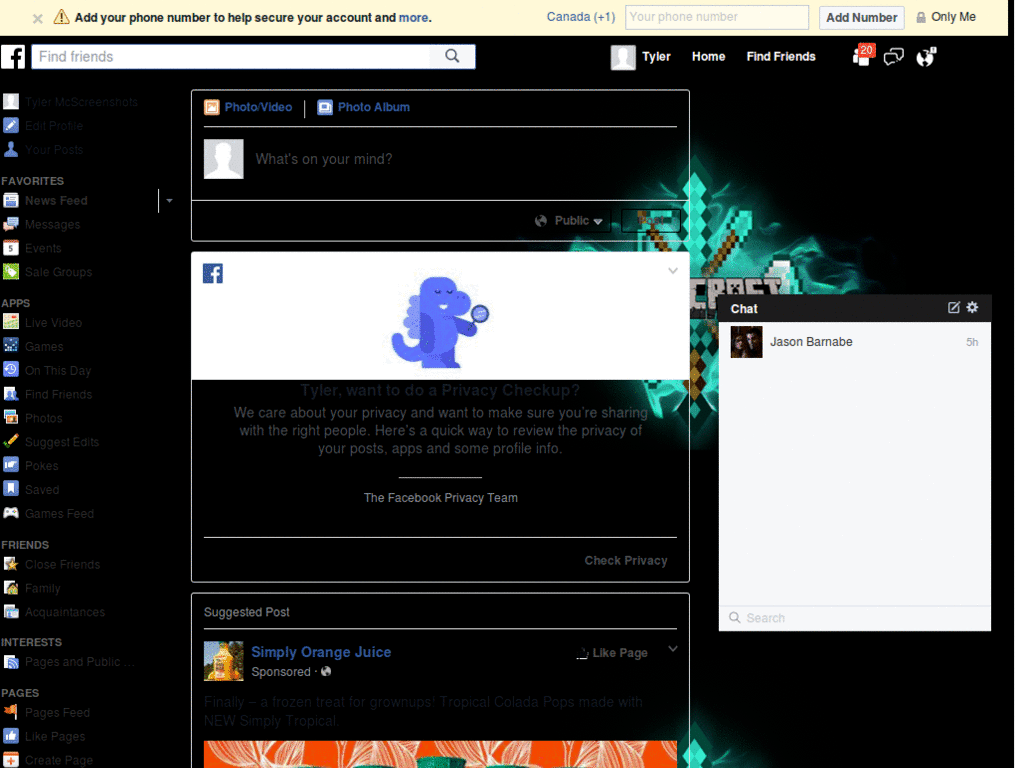 Add your phone number to help secure your account and more.
Canada (+1)
Your phone number
Add Number
Only Me
Find friends
Tyler
Home
Find Friends
20
Tyler McScreenshots
Edit Profile
Your Posts
FAVORITES
News Feed
Messages
Events
Sale Groups
APPS
Live Video
Games
On This Day
Find Friends
Photos
Suggest Edits
Pokes
Saved
Games Feed
FRIENDS
Close Friends
Family
Acquaintances
INTERESTS
Pages and Public ...
PAGES
Pages Feed
Like Pages
Create Page
Photo/Video
Photo Album
What's on your mind?
Public
Post
Tyler, want to do a Privacy Checkup?
We care about your privacy and want to make sure you're sharing
with the right people. Here's a quick way to review the privacy of
your posts, apps and some profile info.
The Facebook Privacy Team
Check Privacy
Suggested Post
Simply Orange Juice
Like Page
Sponsored ·
Finally – a frozen treat for grownups! Tropical Colada Pops made with
NEW Simply Tropical.
Chat
Jason Barnabe
5h
Search